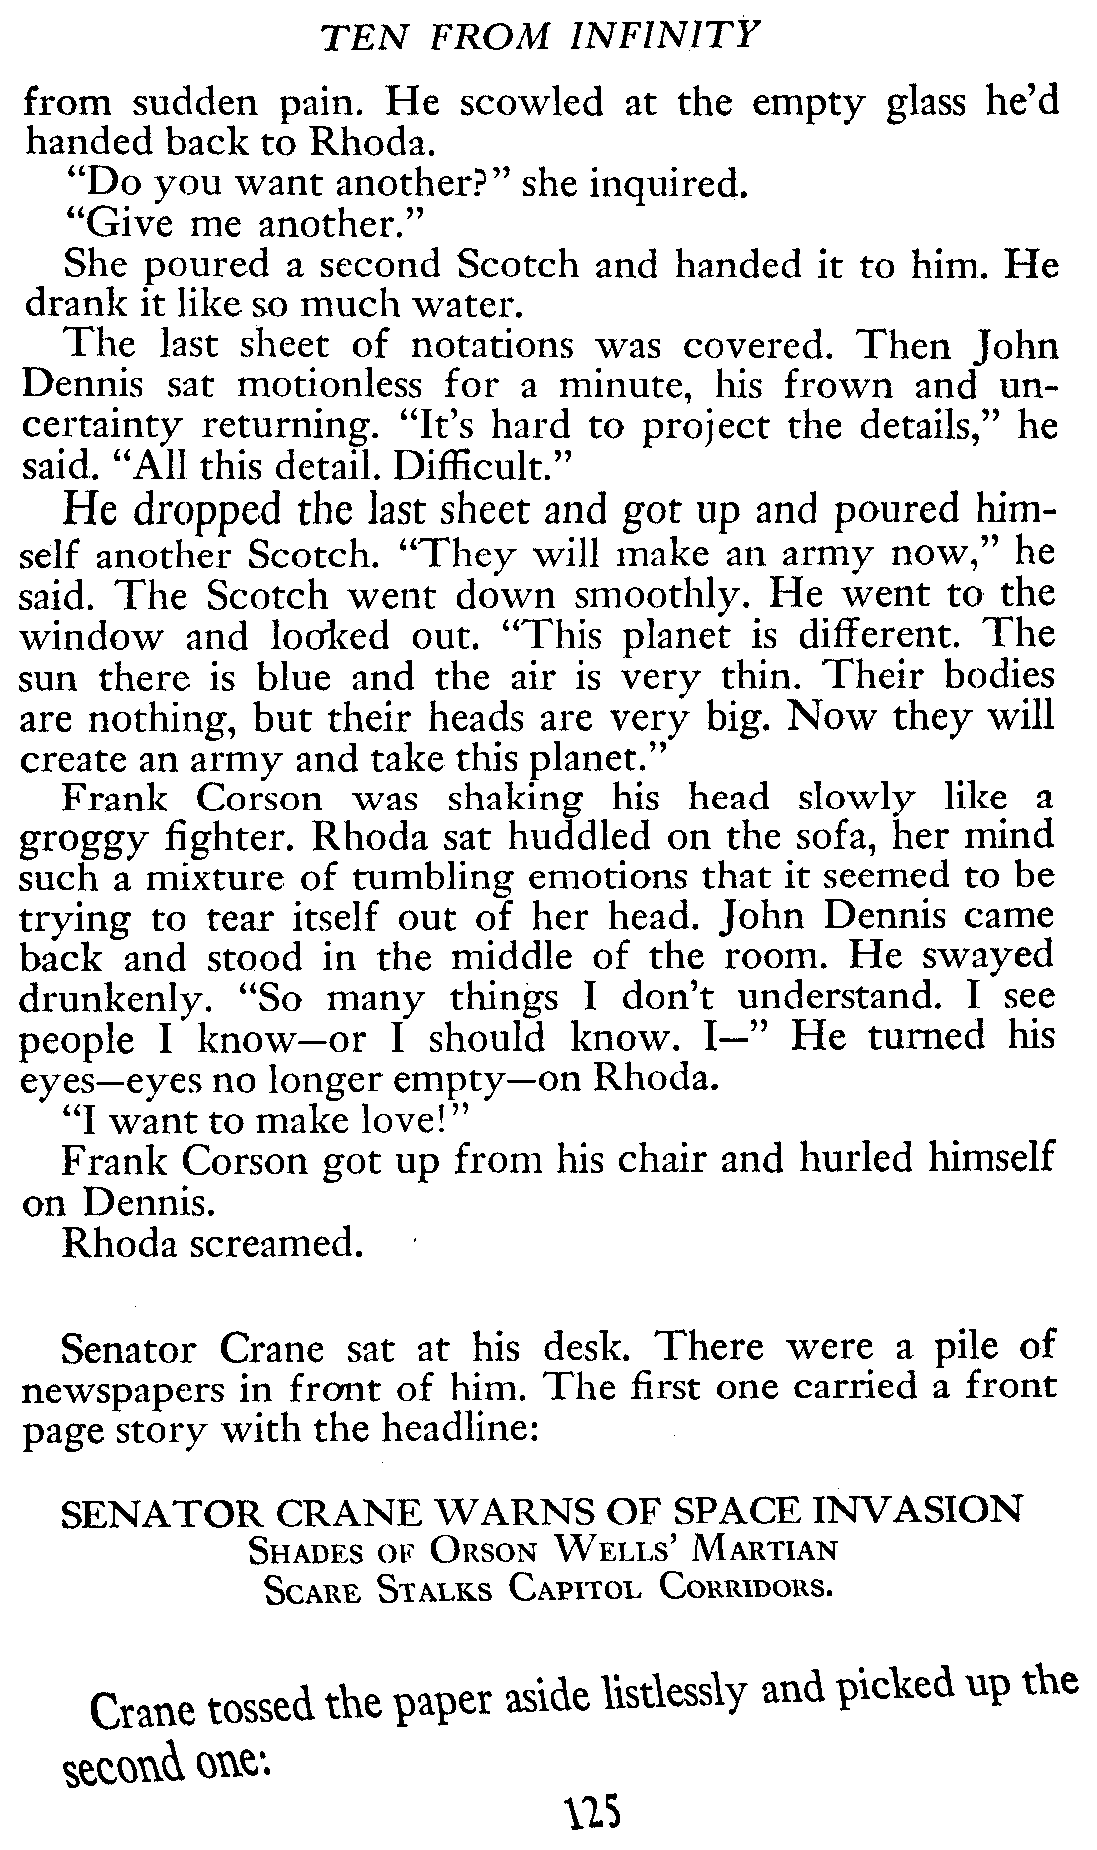 TEN FROM INFINITY
from sudden pain. He scowled at the empty glass he’d
handed back to Rhoda.
“Do you want another?” she inquired.
“Give me another.”
She poured a second Scotch and handed it to him. He
drank it like so much water.
The last sheet of notations was covered. Then John
Dennis sat motionless for a minute, his frown and un-
certainty returning. “It’s hard to project the details,” he
said. “All this detail. Difficult.”
He dropped the last sheet and got up and poured him-
self another Scotch. “They will make an army now,” he
said. The Scotch went down smoothly. He went to the
window and looked out. “This planet is different. The
sun there is blue and the air is very thin. Their bodies
are nothing, but their heads are very big. Now they will
create an army and take this planet.”
Frank Corson was shaking his head slowly like a
groggy fighter. Rhoda sat huddled on the sofa, her mind
such a mixture of tumbling emotions that it seemed to be
trying to tear itself out of her head. John Dennis came
back and stood in the middle of the room. He swayed
drunkenly. “So many things I don’t understand. I see
people I know—or I should know. I—” He turned his
eyes—eyes no longer empty—on Rhoda.
“I want to make love!”
Frank Corson got up from his chair and hurled himself
on Dennis.
Rhoda screamed.
Senator Crane sat at his desk. There were a pile of
newspapers in front of him. The first one carried a front
page story with the headline:
SENATOR CRANE WARNS OF SPACE INVASION
SHADES OF ORSON WELLS’ MARTIAN
SCARE STALKS CAPITOL CORRIDORS.
Crane tossed the paper aside listlessly and picked up the
second one:
125